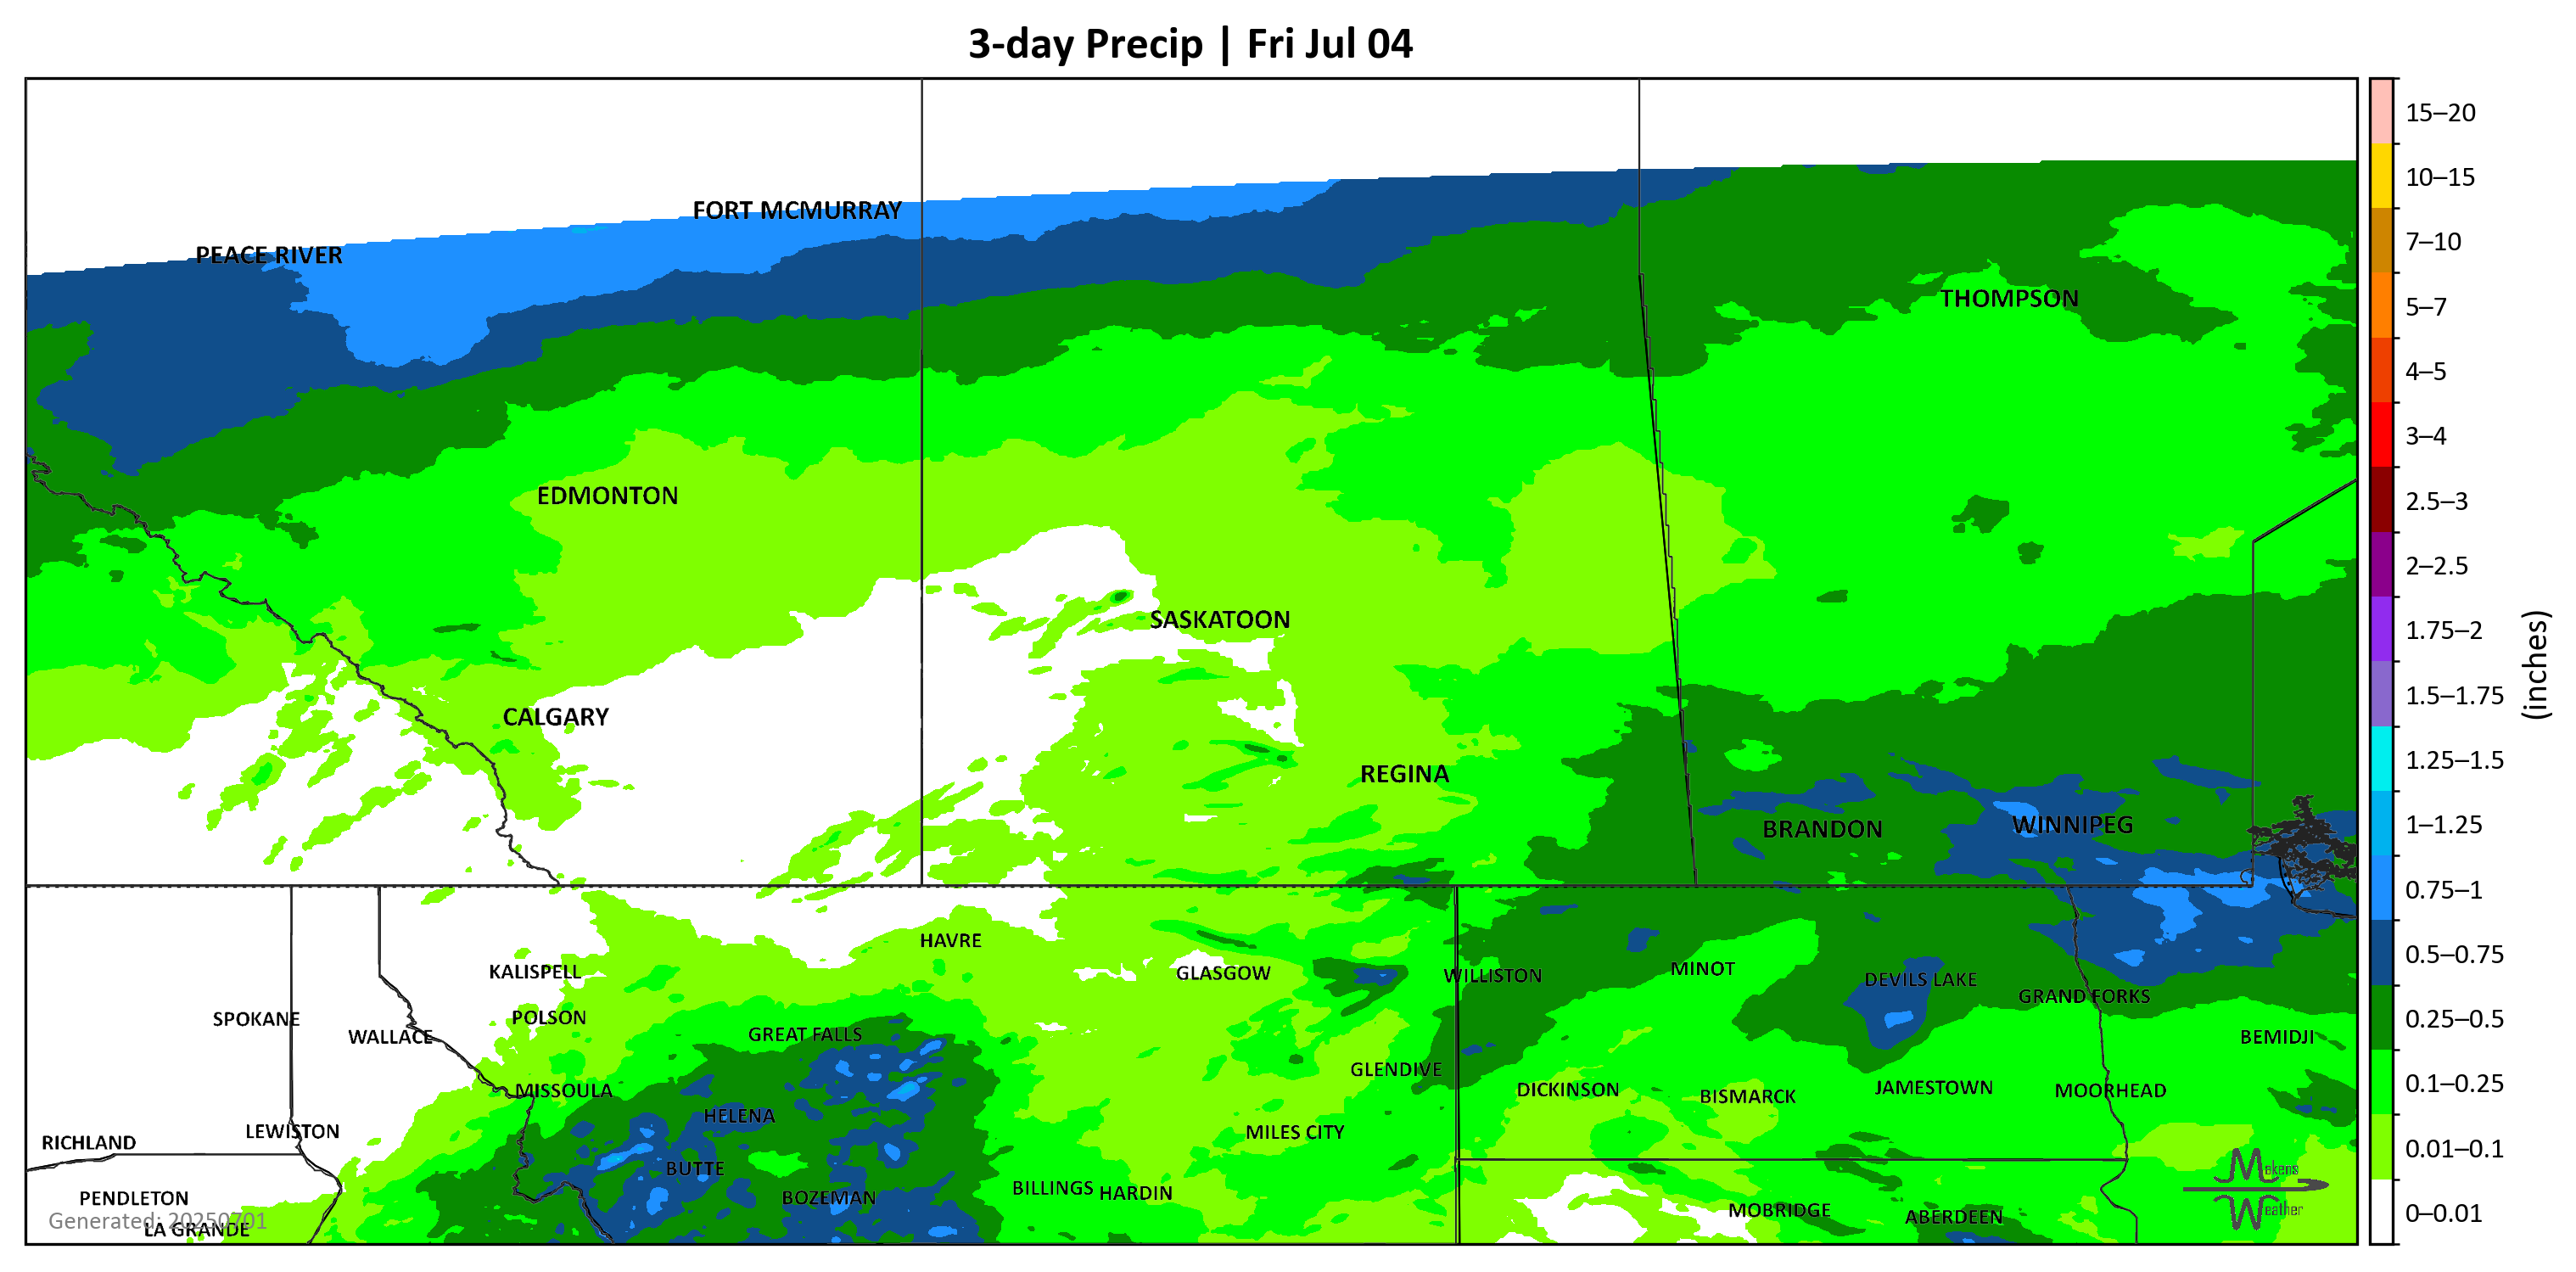 3-day Precip | Fri Jul 04
FORT MCMURRAY
PEACE RIVER
THOMPSON
EDMONTON
SASKATOON
CALGARY
REGINA
BRANDON
WINNIPEG
HAVRE
KALISPELL
GLASGOW
WILLISTON
MINOT
DEVILS LAKE
GRAND FORKS
SPOKANE
POLSON
WALLACE
GREAT FALLS
BEMIDJI
GLENDIVE
MISSOULA
DICKINSON
BISMARCK
JAMESTOWN
MOORHEAD
HELENA
LEWISTON
MILES CITY
RICHLAND
BUTTE
PENDLETON
BOZEMAN
BILLINGS
HARDIN
MOBRIDGE
ABERDEEN
Generated: 20250701
LA GRANDE
Mekens
Weather
15–20
10–15
7–10
5–7
4–5
3–4
2.5–3
2–2.5
1.75–2
1.5–1.75
1.25–1.5
1–1.25
0.75–1
0.5–0.75
0.25–0.5
0.1–0.25
0.01–0.1
0–0.01
(inches)